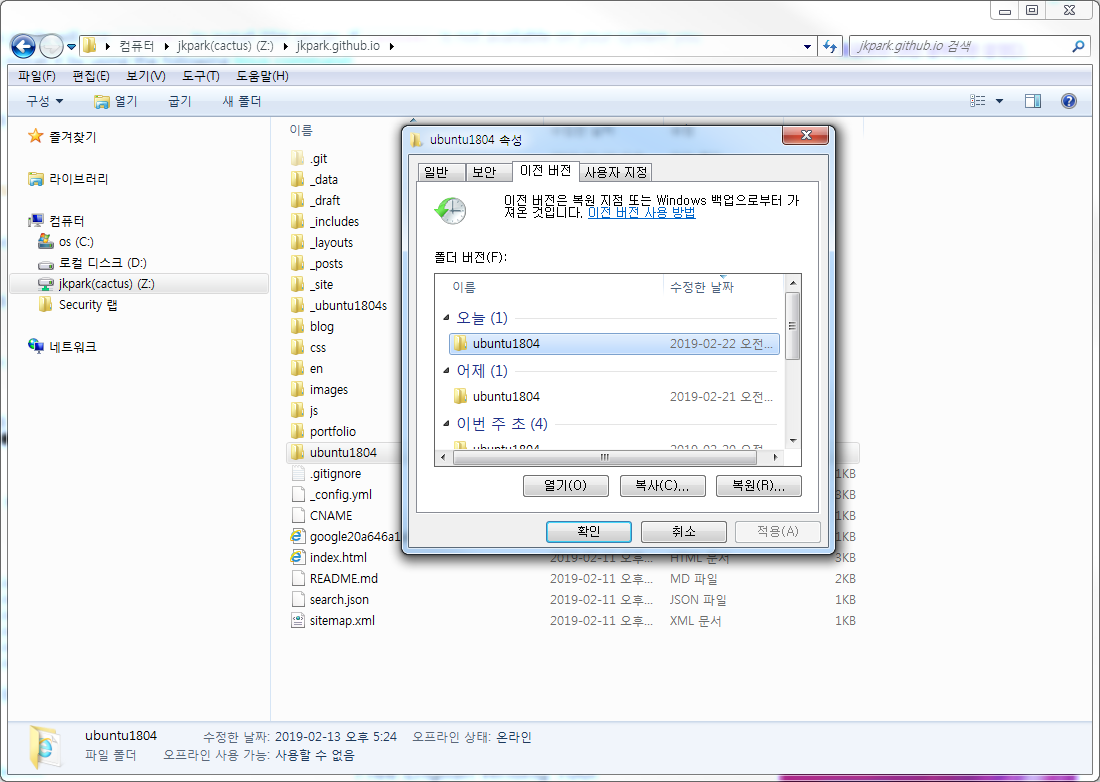 컴퓨터 jkpark(cactus) (Z:) jkpark.github.io
jkpark.github.io 검색
파일(F) 편집(E) 보기(V) 도구(T) 도움말(H)
구성 열기 굽기 새 폴더
즐겨찾기
라이브러리
컴퓨터
os (C:)
로컬 디스크 (D:)
jkpark(cactus) (Z:)
Security 랩
네트워크
이름
.git
_data
_draft
_includes
_layouts
_posts
_site
_ubuntu1804s
blog
css
en
images
js
portfolio
ubuntu1804
.gitignore 1KB
_config.yml 3KB
CNAME 1KB
google20a646a1 1KB
index.html 2019-02-11 오후... HTML 문서 3KB
README.md 2019-02-11 오후... MD 파일 2KB
search.json 2019-02-11 오후... JSON 파일 1KB
sitemap.xml 2019-02-11 오후... XML 문서 1KB
ubuntu1804 속성
일반 보안 이전 버전 사용자 지정
이전 버전은 복원 지점 또는 Windows 백업으로부터 가
져온 것입니다. 이전 버전 사용 방법
폴더 버전(F):
이름 수정한 날짜
오늘 (1)
ubuntu1804 2019-02-22 오전...
어제 (1)
ubuntu1804 2019-02-21 오전...
이번 주 초 (4)
ubuntu1804 2019-02-20 오전...
열기(O) 복사(C)... 복원(R)...
확인 취소 적용(A)
ubuntu1804 수정한 날짜: 2019-02-13 오후 5:24 오프라인 상태: 온라인
파일 폴더 오프라인 사용 가능: 사용할 수 없음